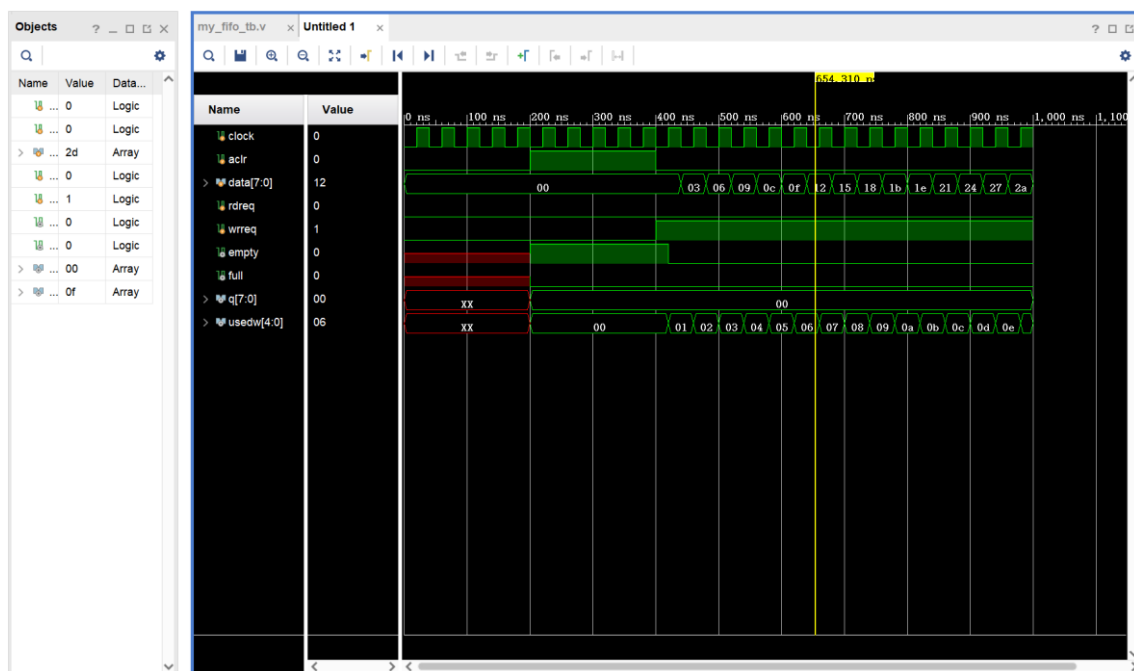 Objects ? _
my_fifo_tb.v × Untitled 1 × ?
Name Value Data...
... 0 Logic
... 0 Logic
> ... 2d Array
... 0 Logic
... 1 Logic
... 0 Logic
... 0 Logic
> ... 00 Array
> ... 0f Array
654.310 n
Name Value
0 ns 100 ns 200 ns 300 ns 400 ns 500 ns 600 ns 700 ns 800 ns 900 ns 1,000 ns 1,100
clock 0
aclr 0
> data[7:0] 12 00 03 06 09 0c 0f 12 15 18 1b 1e 21 24 27 2a
rdreq 0
wrreq 1
empty 0
full 0
> q[7:0] 00 XX 00
> usedw[4:0] 06 XX 00 01 02 03 04 05 06 07 08 09 0a 0b 0c 0d 0e